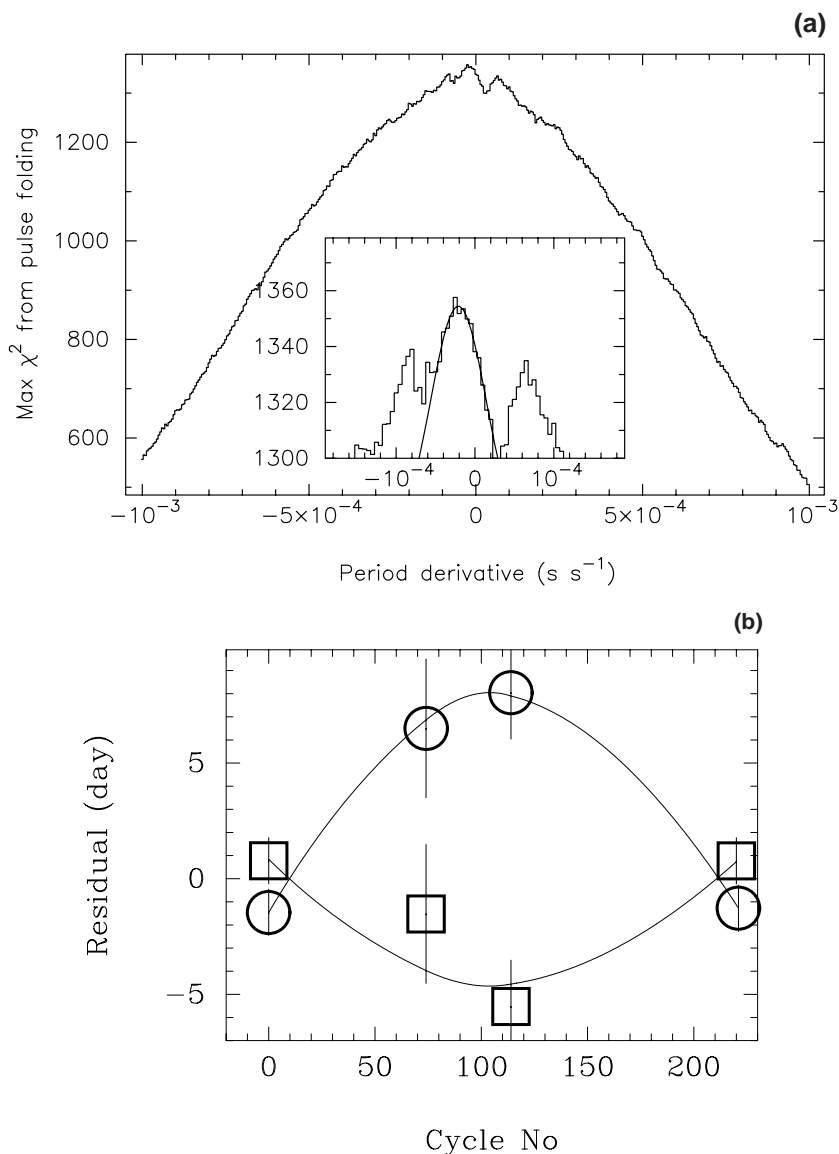 (a)
Max χ² from pulse folding
1200
1000
800
600
1360
1340
1320
1300
−10⁻⁴ 0 10⁻⁴
−10⁻³ −5×10⁻⁴ 0 5×10⁻⁴ 10⁻³
Period derivative (s s⁻¹)
(b)
Residual (day)
5
0
−5
0 50 100 150 200
Cycle No